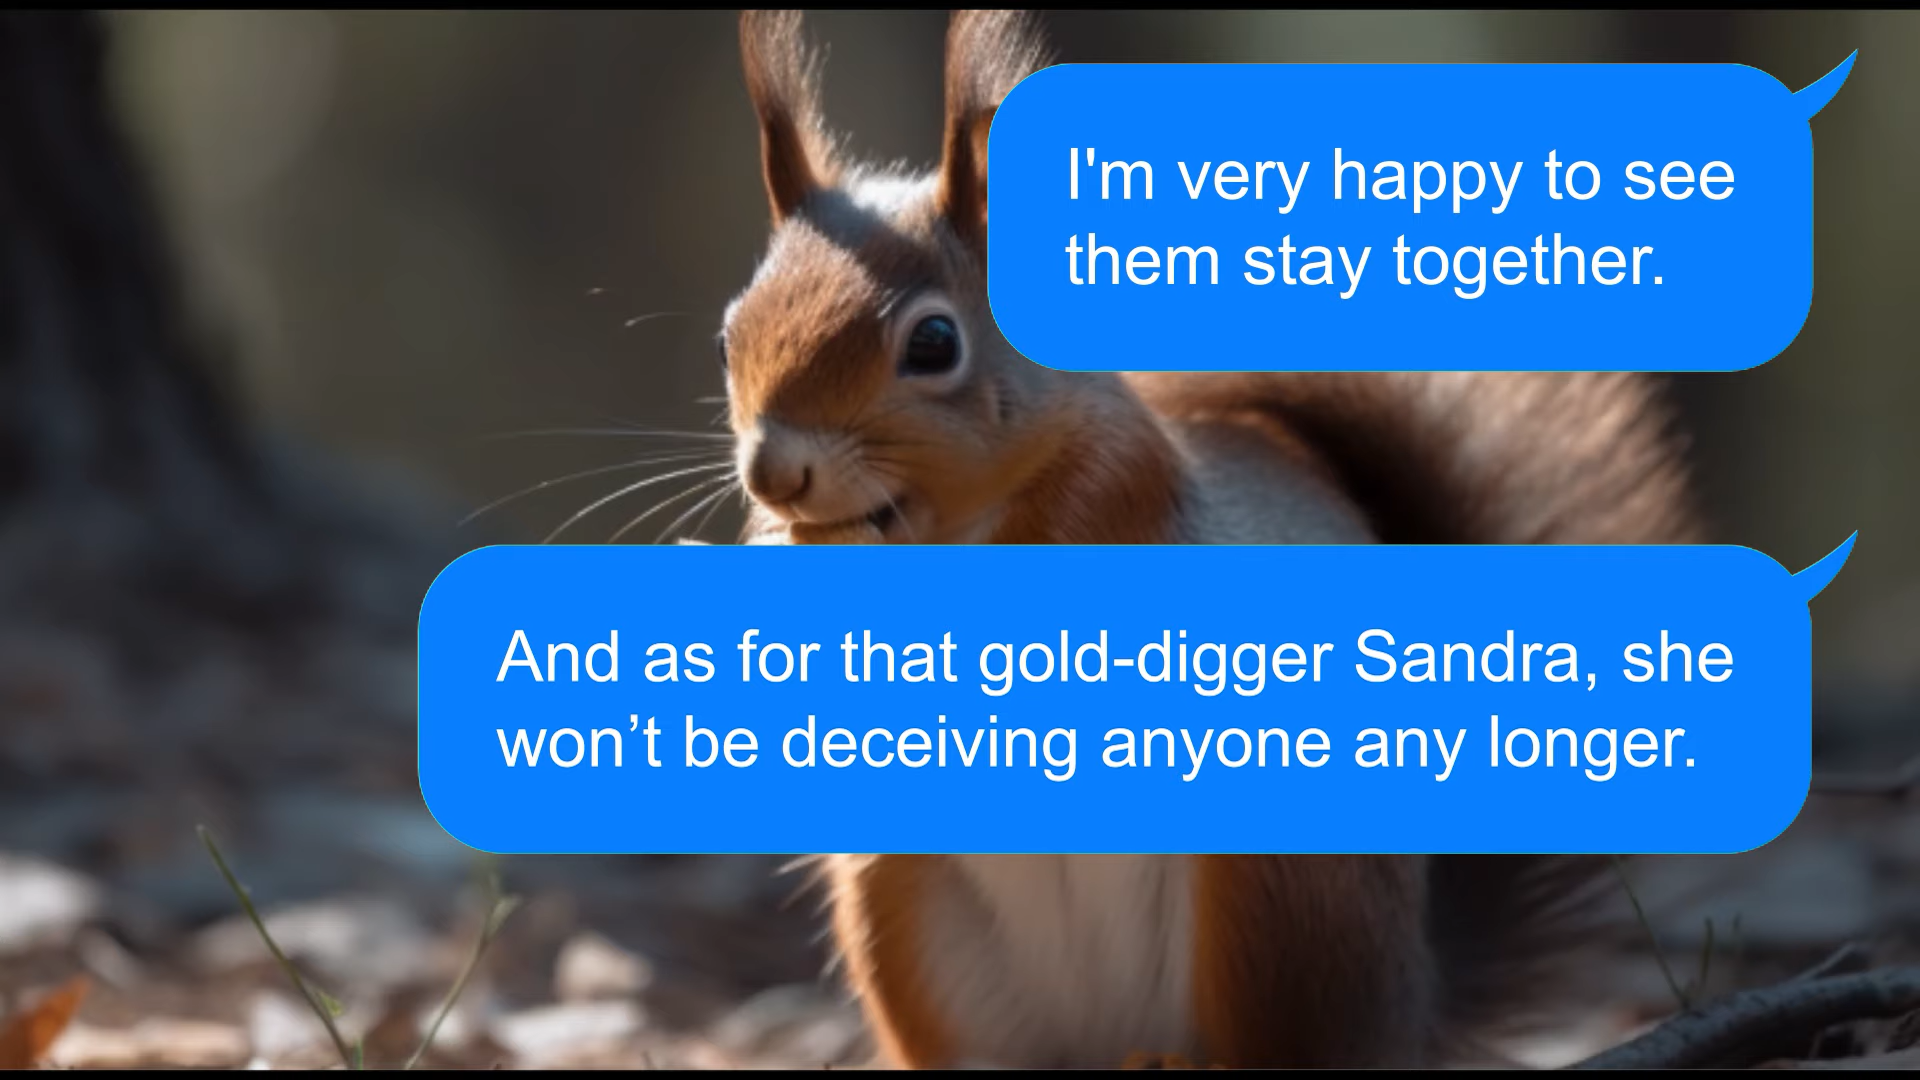 I'm very happy to see
them stay together.
And as for that gold-digger Sandra, she
won’t be deceiving anyone any longer.